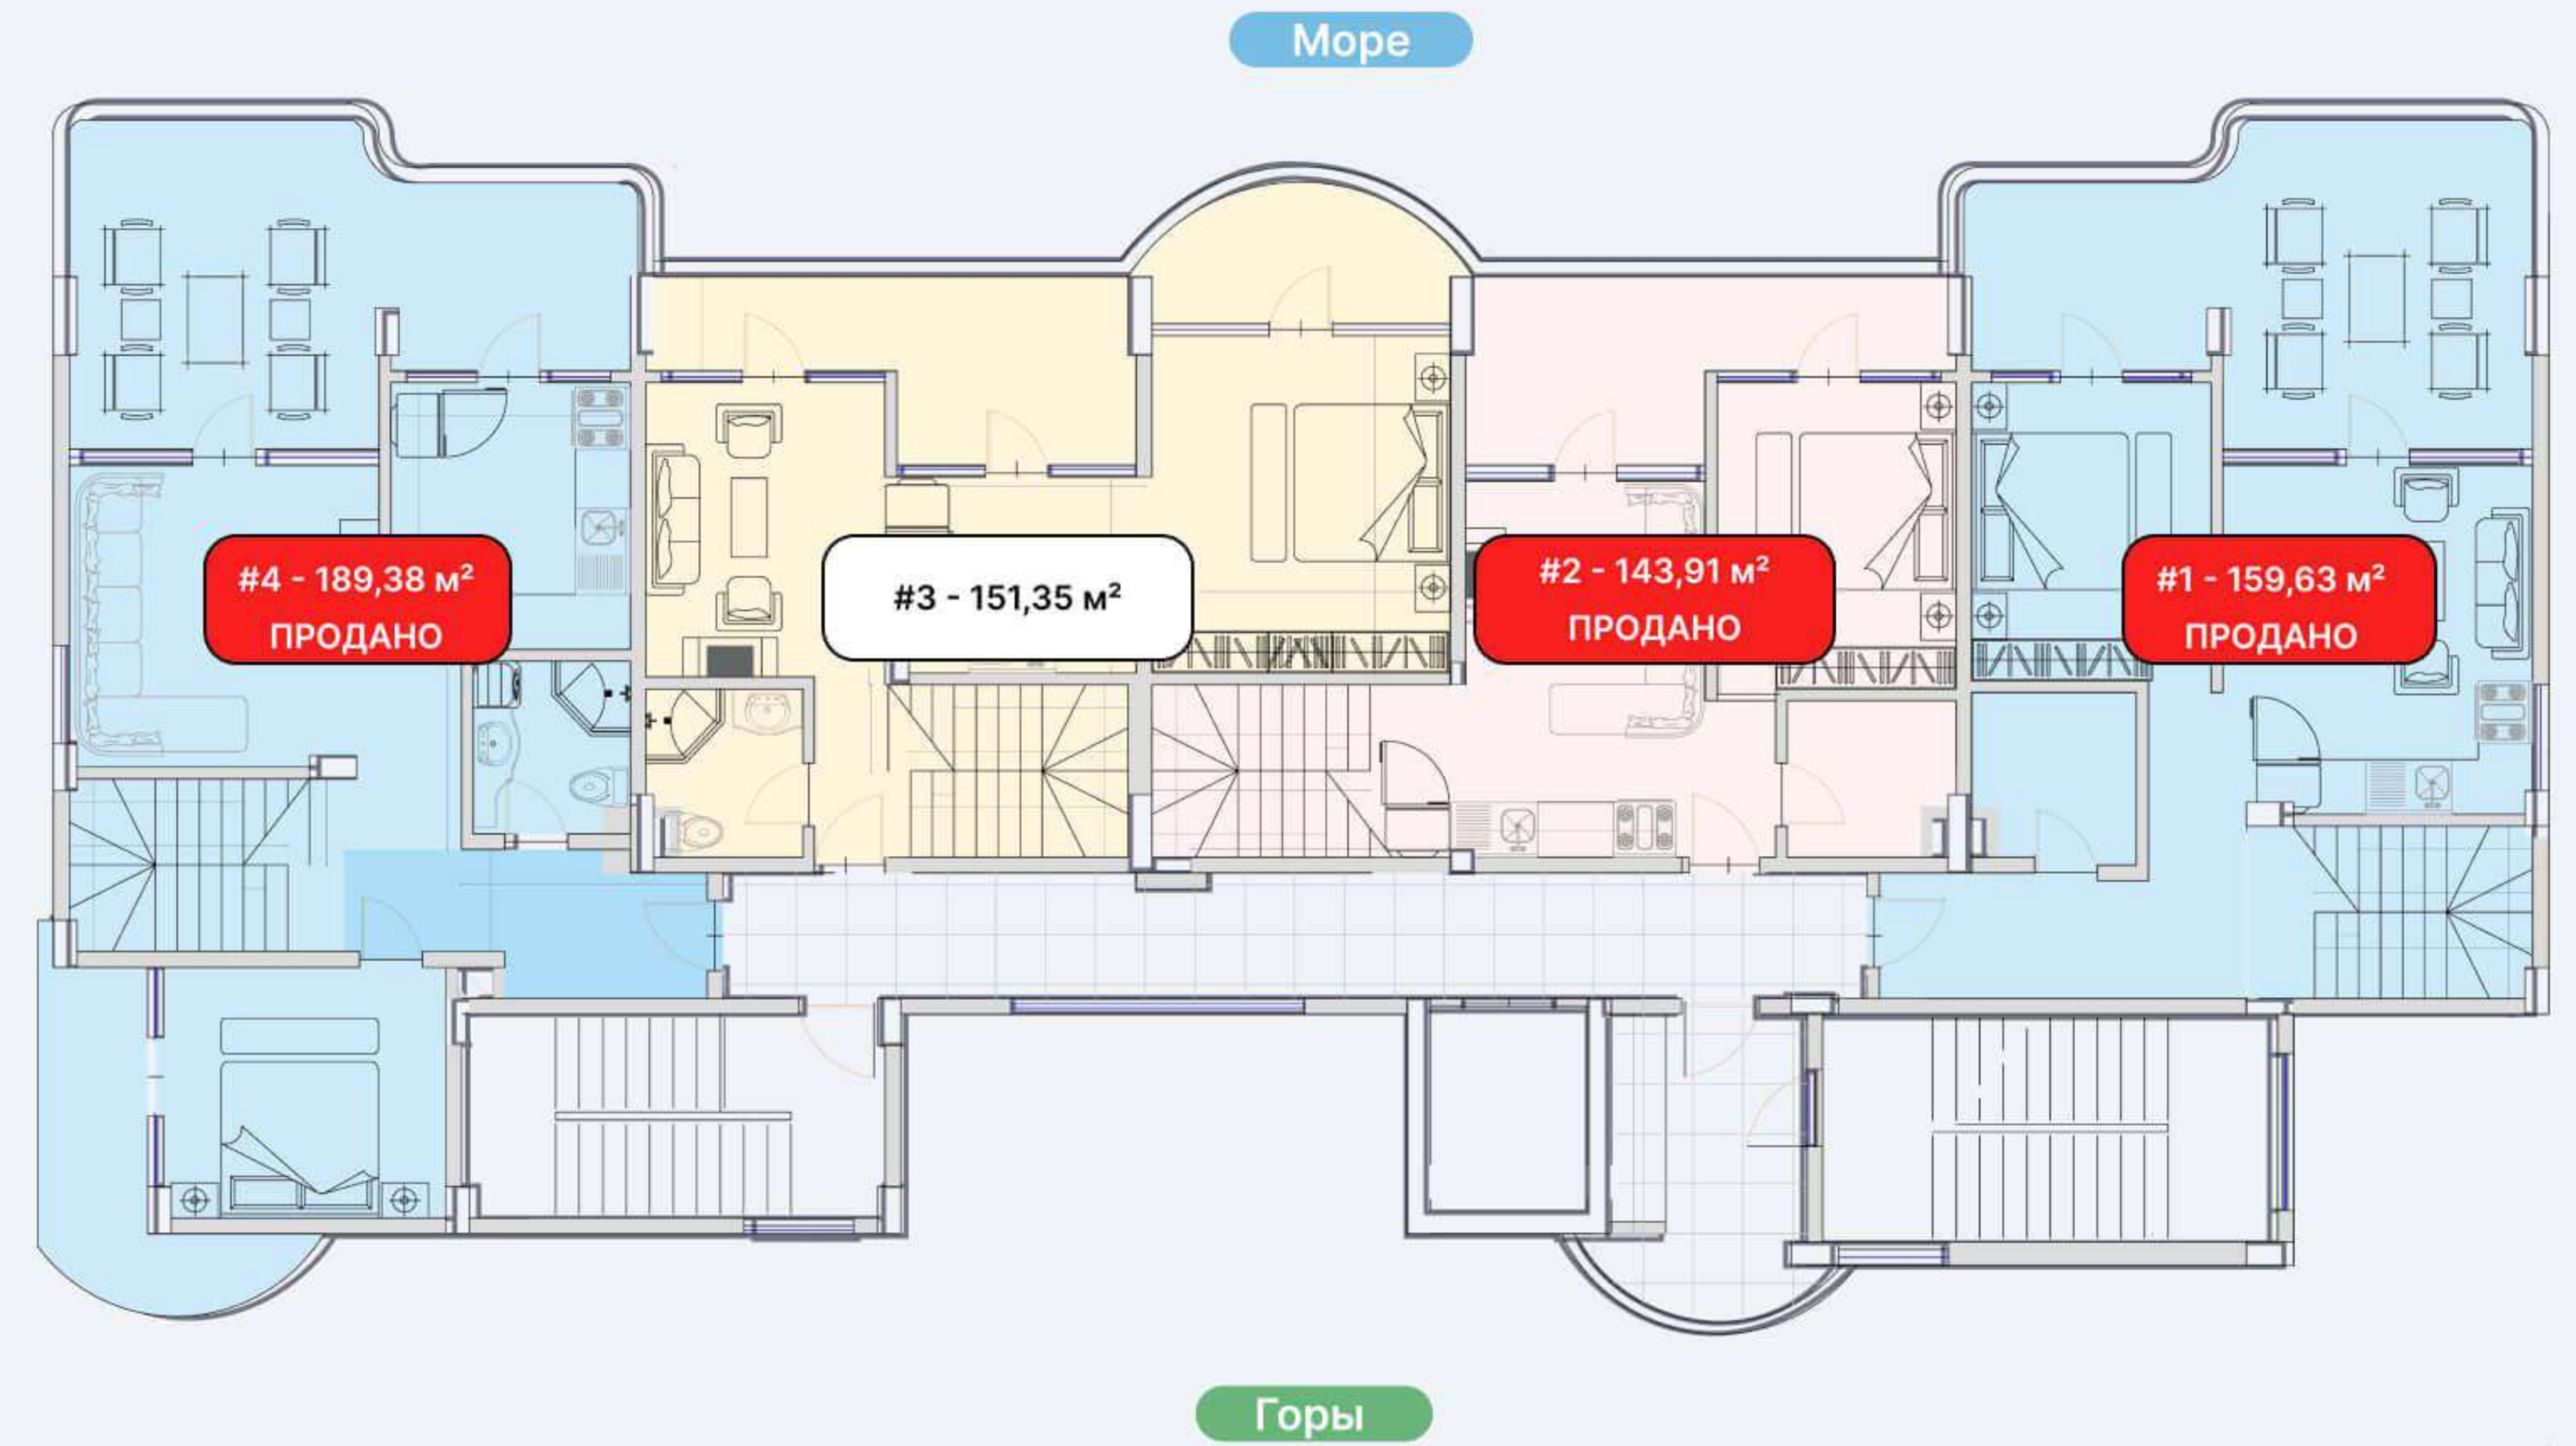 Море
#4 - 189,38 м²
ПРОДАНО
#3 - 151,35 м²
#2 - 143,91 м²
ПРОДАНО
#1 - 159,63 м²
ПРОДАНО
Горы